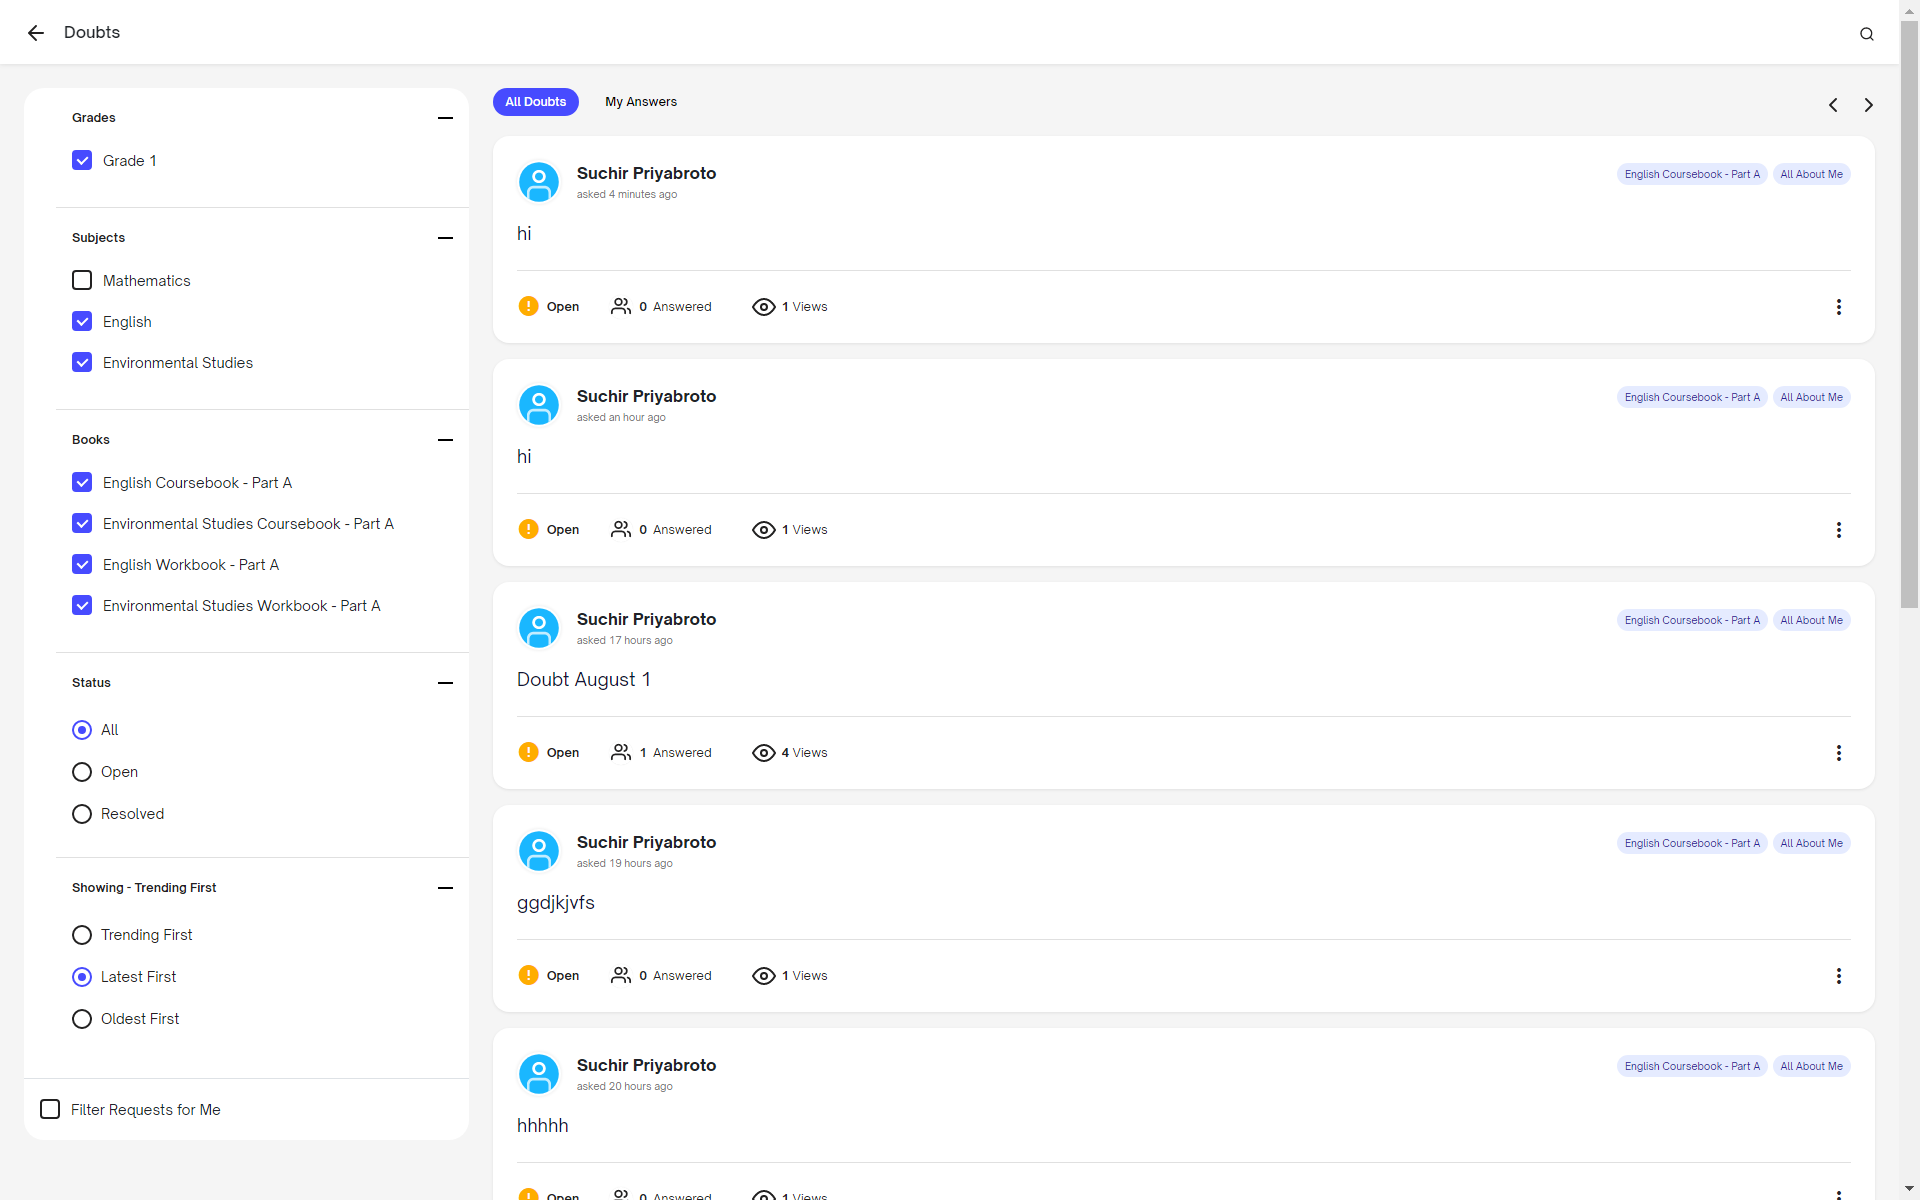 Doubts
Grades
Grade 1
Subjects
Mathematics
English
Environmental Studies
Books
English Coursebook - Part A
Environmental Studies Coursebook - Part A
English Workbook - Part A
Environmental Studies Workbook - Part A
Status
All
Open
Resolved
Showing - Trending First
Trending First
Latest First
Oldest First
Filter Requests for Me
All Doubts My Answers
Suchir Priyabroto English Coursebook - Part A All About Me
asked 4 minutes ago
hi
Open 0 Answered 1 Views
Suchir Priyabroto English Coursebook - Part A All About Me
asked an hour ago
hi
Open 0 Answered 1 Views
Suchir Priyabroto English Coursebook - Part A All About Me
asked 17 hours ago
Doubt August 1
Open 1 Answered 4 Views
Suchir Priyabroto English Coursebook - Part A All About Me
asked 19 hours ago
ggdjkjvfs
Open 0 Answered 1 Views
Suchir Priyabroto English Coursebook - Part A All About Me
asked 20 hours ago
hhhhh
Open 0 Answered 1 Views